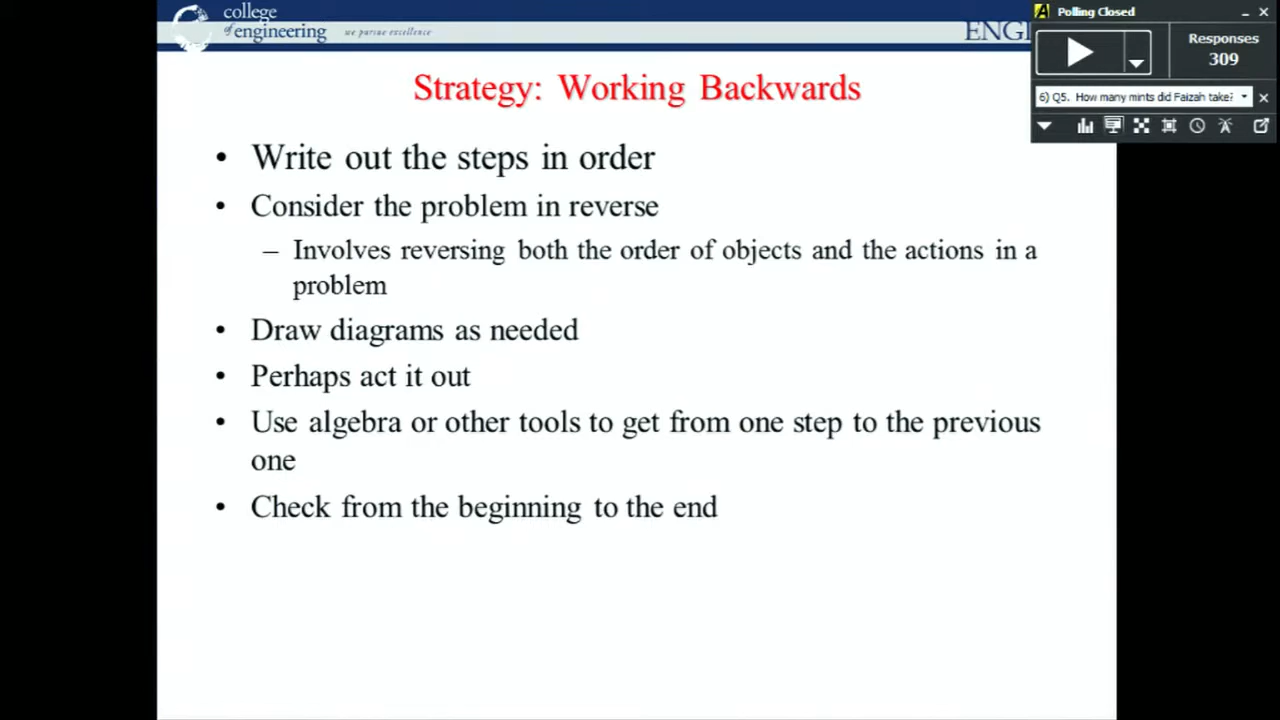 college
of engineering we pursue excellence
ENGI
Polling Closed
Responses
309
6) Q5. How many mints did Faizah take?
Strategy: Working Backwards
• Write out the steps in order
• Consider the problem in reverse
– Involves reversing both the order of objects and the actions in a
problem
• Draw diagrams as needed
• Perhaps act it out
• Use algebra or other tools to get from one step to the previous
one
• Check from the beginning to the end